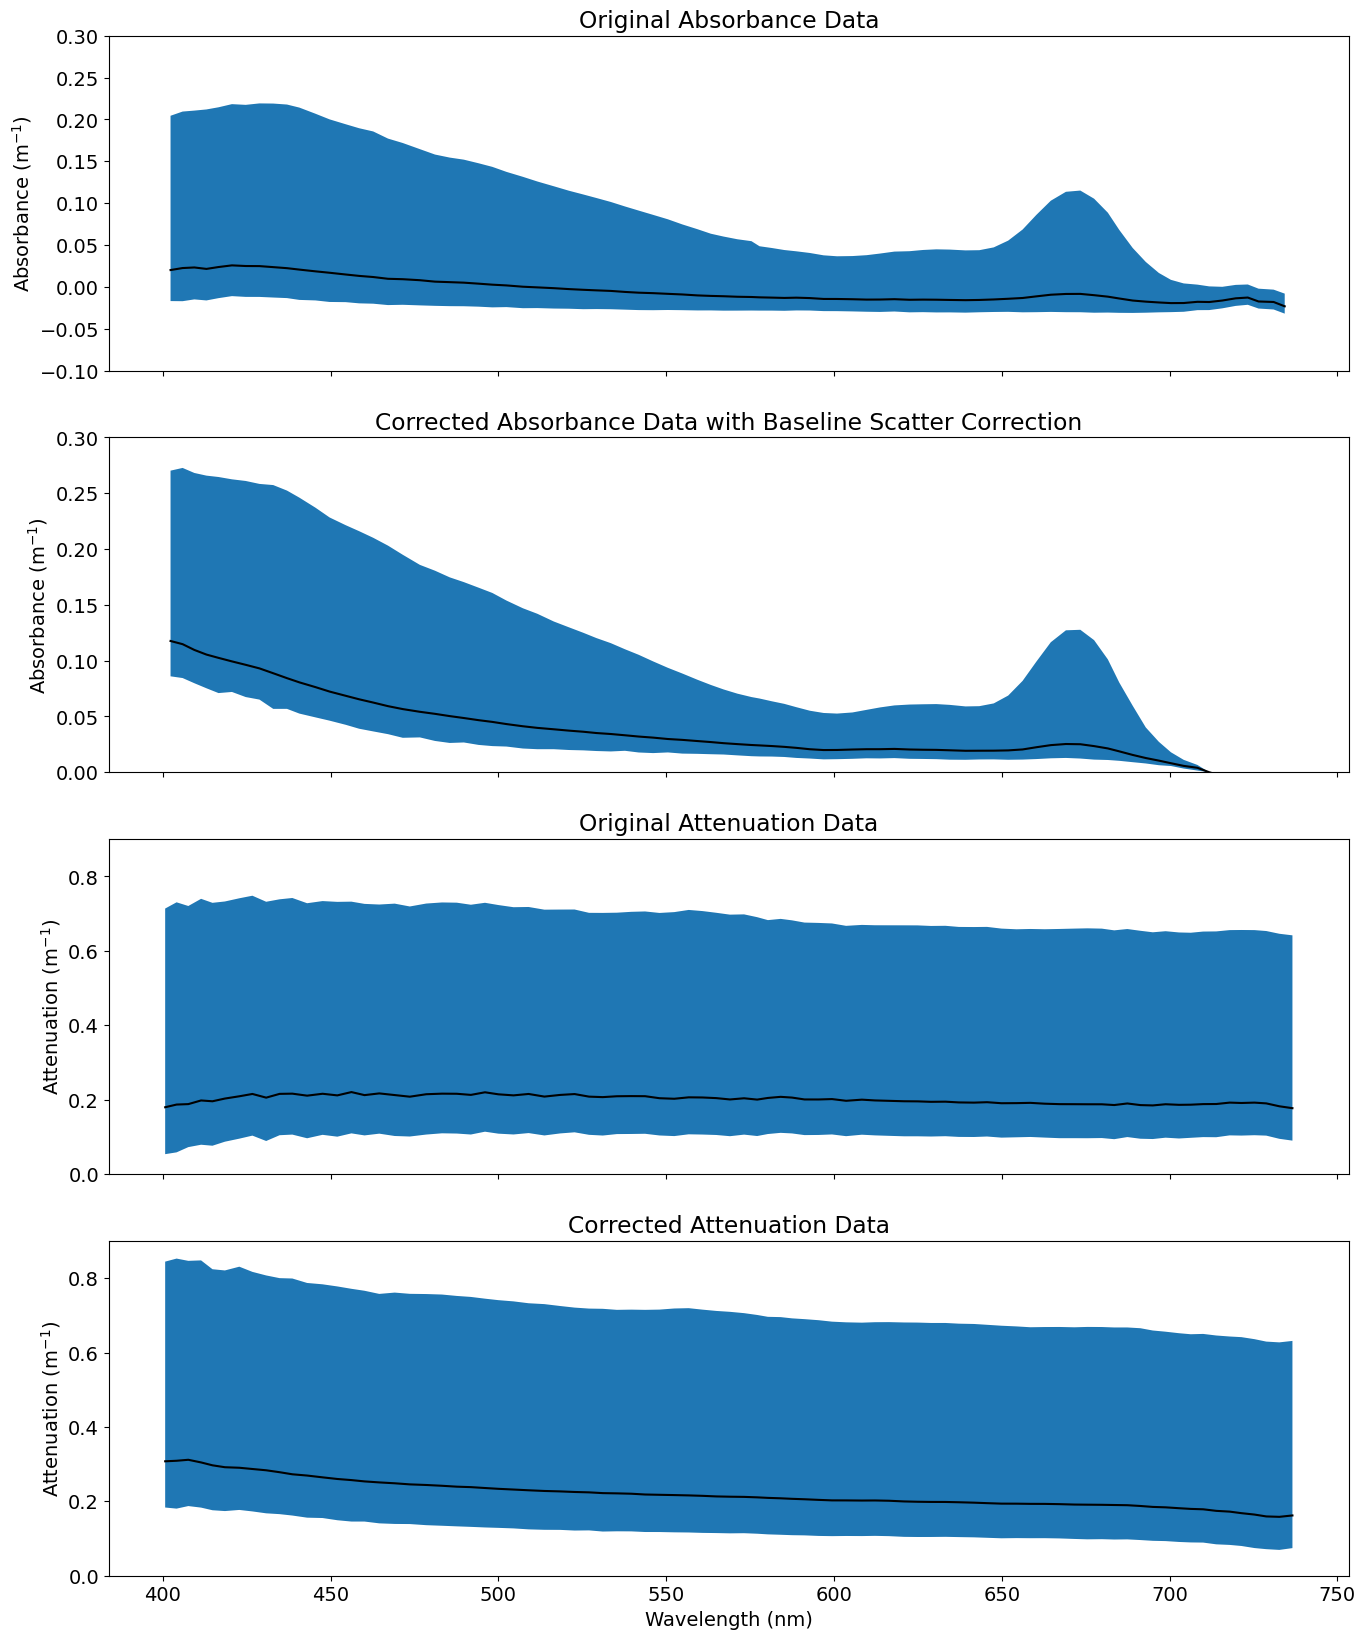 Original Absorbance Data
0.30
0.25
0.20
0.15
0.10
0.05
0.00
−0.05
−0.10
Absorbance (m⁻¹)
Corrected Absorbance Data with Baseline Scatter Correction
0.30
0.25
0.20
0.15
0.10
0.05
0.00
Absorbance (m⁻¹)
Original Attenuation Data
0.8
0.6
0.4
0.2
0.0
Attenuation (m⁻¹)
Corrected Attenuation Data
0.8
0.6
0.4
0.2
0.0
Attenuation (m⁻¹)
400 450 500 550 600 650 700 750
Wavelength (nm)